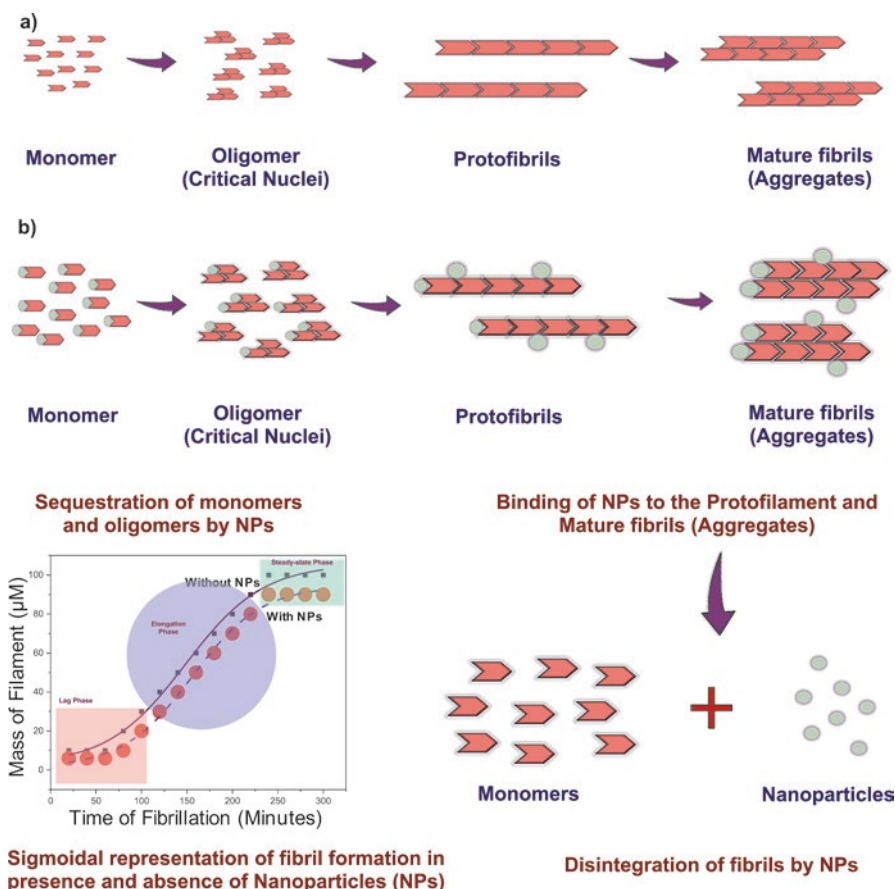 a)
Monomer
Oligomer
(Critical Nuclei)
Protofibrils
Mature fibrils
(Aggregates)
b)
Monomer
Oligomer
(Critical Nuclei)
Protofibrils
Mature fibrils
(Aggregates)
Sequestration of monomers
and oligomers by NPs
Binding of NPs to the Protofilament and
Mature fibrils (Aggregates)
Mass of Filament (µM)
100
80
60
40
20
0
Lag Phase
Elongation
Phase
Steady-state Phase
Without NPs
With NPs
0 50 100 150 200 250 300
Time of Fibrillation (Minutes)
Sigmoidal representation of fibril formation in
presence and absence of Nanoparticles (NPs)
+
Monomers
Nanoparticles
Disintegration of fibrils by NPs